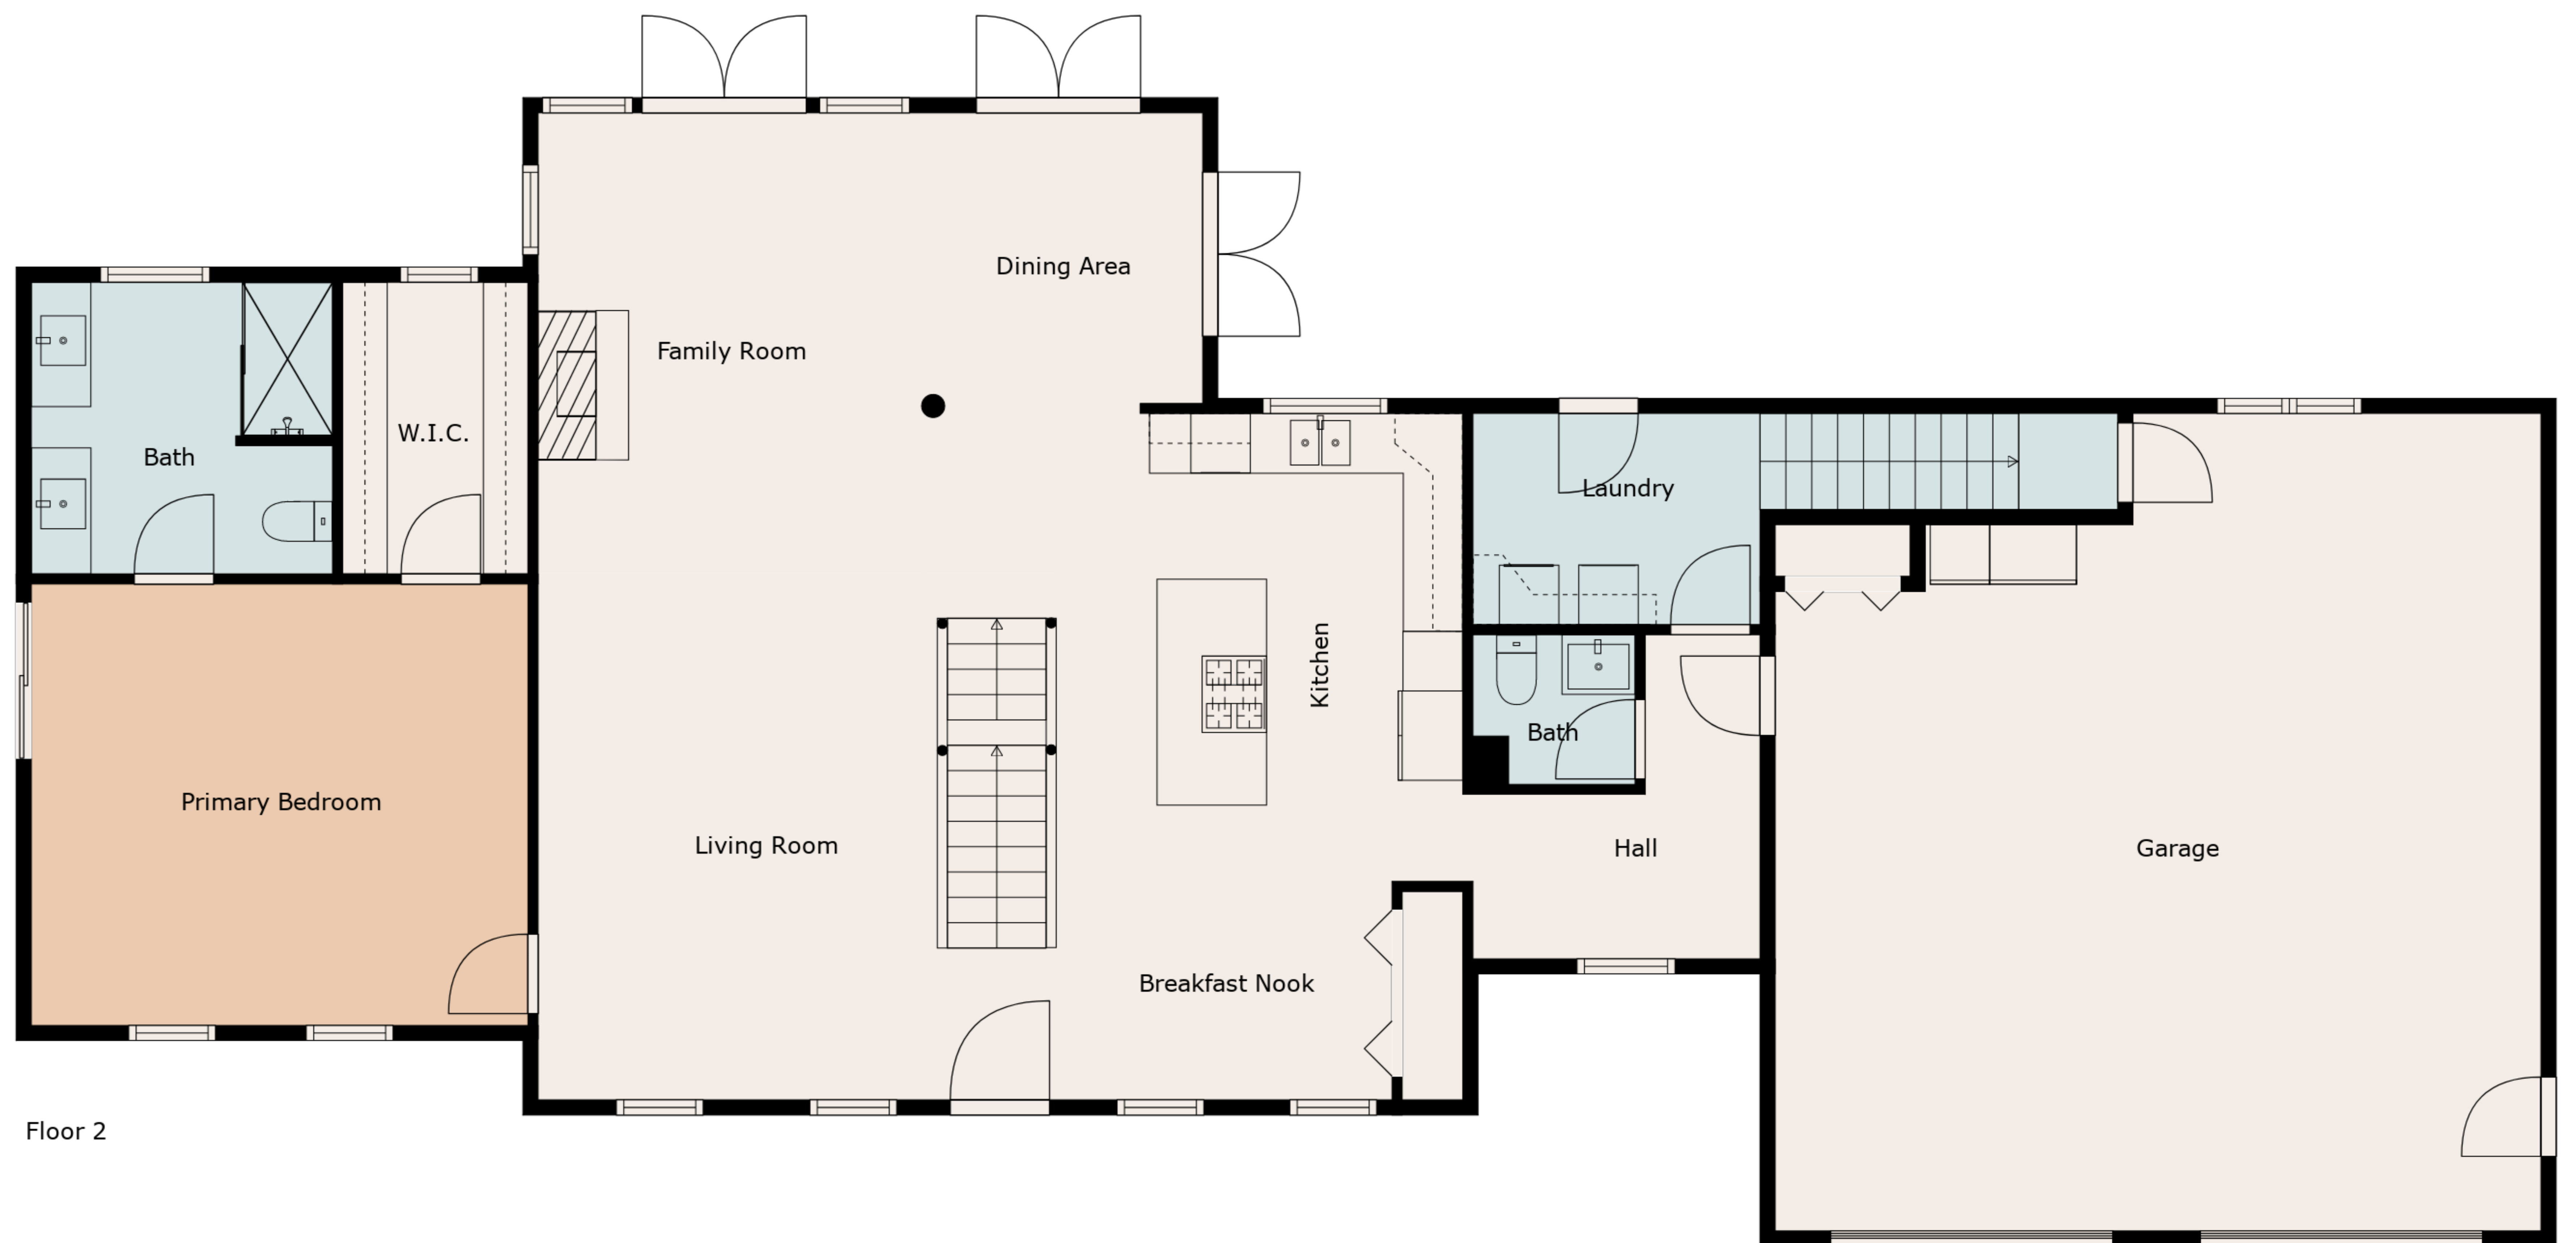 Dining Area
Family Room
W.I.C.
Bath
Laundry
Kitchen
Bath
Primary Bedroom
Living Room
Hall
Garage
Breakfast Nook
Floor 2